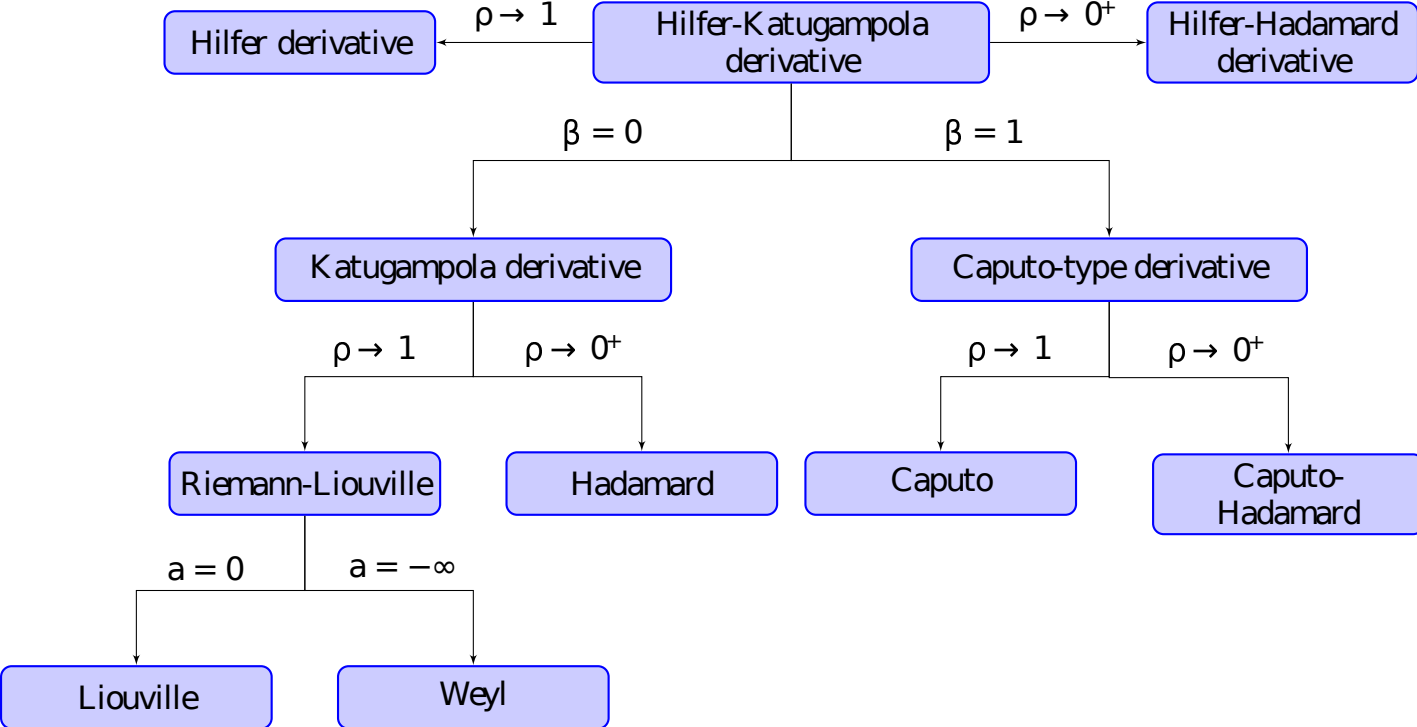 ρ → 1
Hilfer-Katugampola
derivative
ρ → 0⁺
Hilfer derivative
Hilfer-Hadamard
derivative
β = 0
β = 1
Katugampola derivative
Caputo-type derivative
ρ → 1
ρ → 0⁺
ρ → 1
ρ → 0⁺
Riemann-Liouville
Hadamard
Caputo
Caputo-
Hadamard
a = 0
a = −∞
Liouville
Weyl